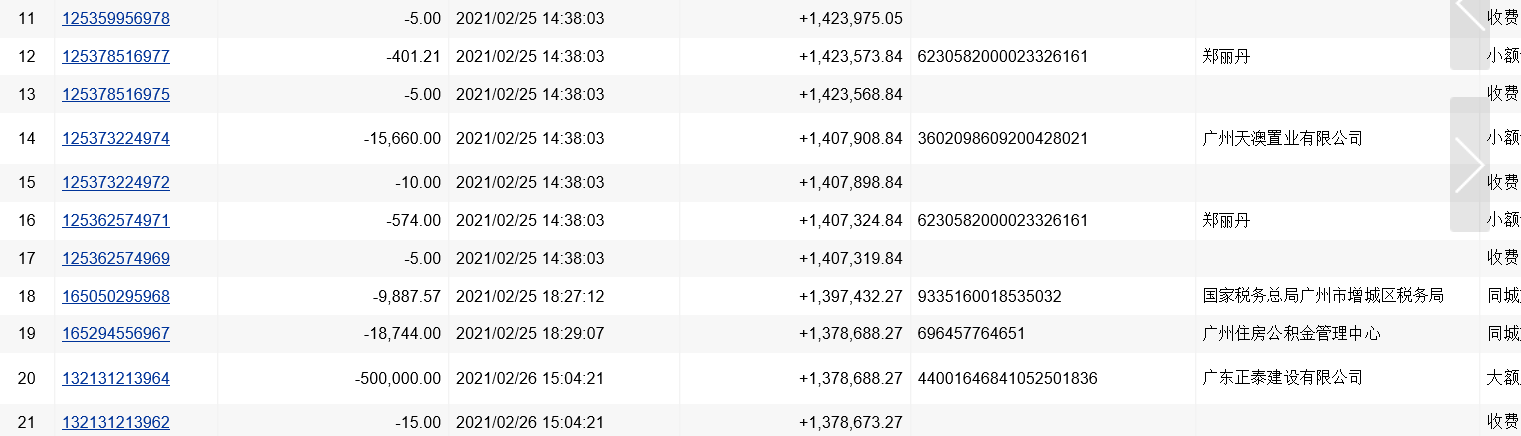 11 125359956978 -5.00 2021/02/25 14:38:03 +1,423,975.05 收费
12 125378516977 -401.21 2021/02/25 14:38:03 +1,423,573.84 6230582000023326161 郑丽丹 小额
13 125378516975 -5.00 2021/02/25 14:38:03 +1,423,568.84 收费
14 125373224974 -15,660.00 2021/02/25 14:38:03 +1,407,908.84 3602098609200428021 广州天澳置业有限公司 小额
15 125373224972 -10.00 2021/02/25 14:38:03 +1,407,898.84 收费
16 125362574971 -574.00 2021/02/25 14:38:03 +1,407,324.84 6230582000023326161 郑丽丹 小额
17 125362574969 -5.00 2021/02/25 14:38:03 +1,407,319.84 收费
18 165050295968 -9,887.57 2021/02/25 18:27:12 +1,397,432.27 9335160018535032 国家税务总局广州市增城区税务局 同城
19 165294556967 -18,744.00 2021/02/25 18:29:07 +1,378,688.27 696457764651 广州住房公积金管理中心 同城
20 132131213964 -500,000.00 2021/02/26 15:04:21 +1,378,688.27 44001646841052501836 广东正泰建设有限公司 大额
21 132131213962 -15.00 2021/02/26 15:04:21 +1,378,673.27 收费